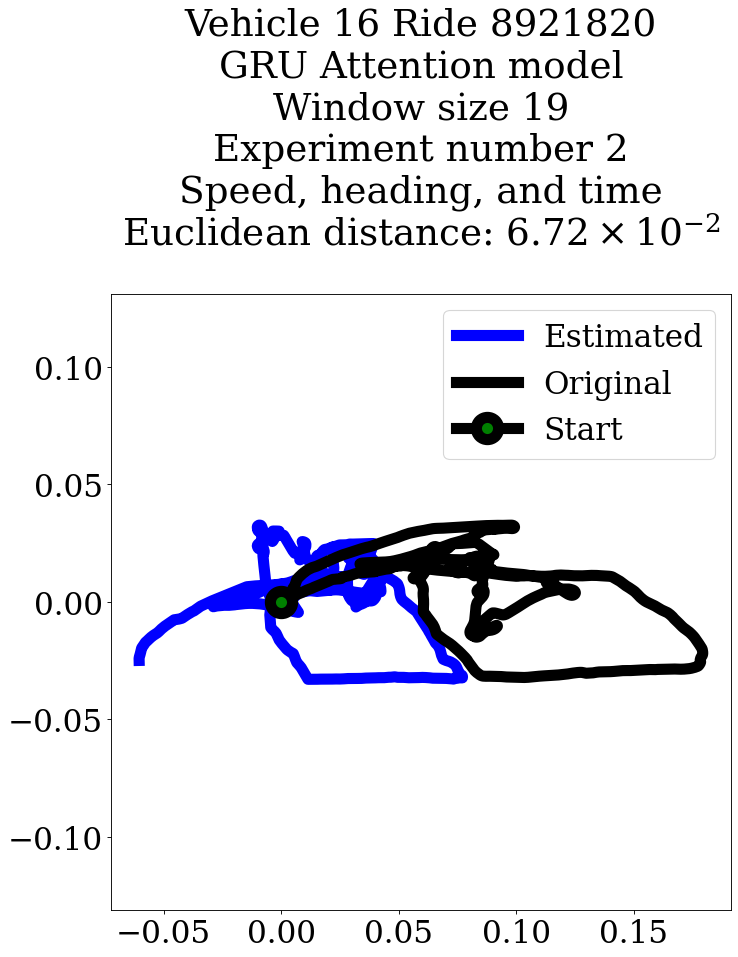 Vehicle 16 Ride 8921820
GRU Attention model
Window size 19
Experiment number 2
Speed, heading, and time
Euclidean distance: 6.72 × 10⁻²
Estimated
Original
Start
0.10
0.05
0.00
−0.05
−0.10
−0.05
0.00
0.05
0.10
0.15